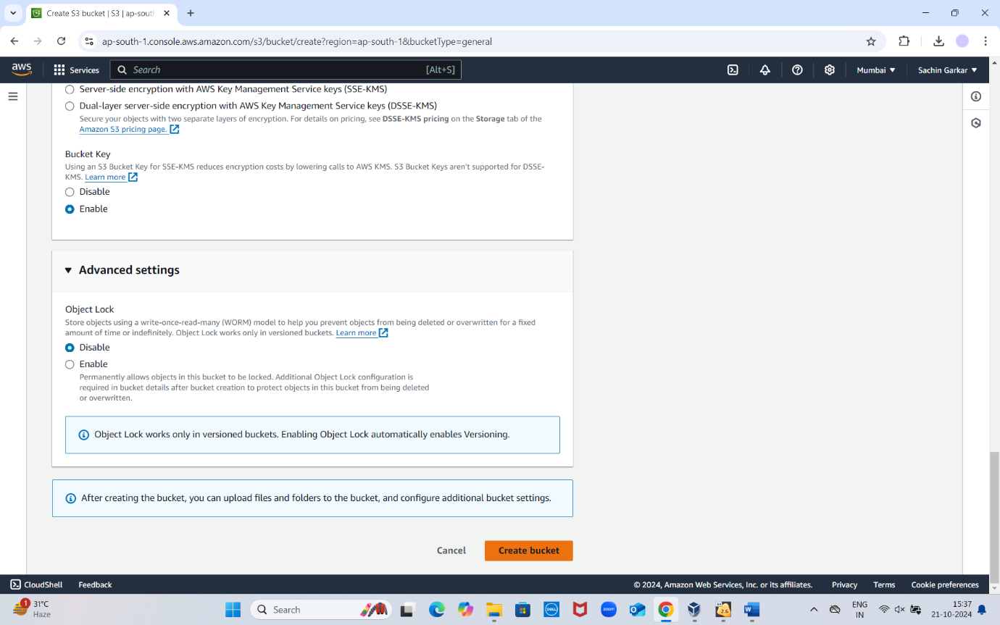 Create S3 bucket | S3 | ap-south
ap-south-1.console.aws.amazon.com/s3/bucket/create?region=ap-south-1&bucketType=general
aws
Services
Search
[Alt+S]
Mumbai
Sachin Garkar
Server-side encryption with AWS Key Management Service keys (SSE-KMS)
Dual-layer server-side encryption with AWS Key Management Service keys (DSSE-KMS)
Secure your objects with two separate layers of encryption. For details on pricing, see DSSE-KMS pricing on the Storage tab of the
Amazon S3 pricing page.
Bucket Key
Using an S3 Bucket Key for SSE-KMS reduces encryption costs by lowering calls to AWS KMS. S3 Bucket Keys aren't supported for DSSE-
KMS. Learn more
Disable
Enable
Advanced settings
Object Lock
Store objects using a write-once-read-many (WORM) model to help you prevent objects from being deleted or overwritten for a fixed
amount of time or indefinitely. Object Lock works only in versioned buckets. Learn more
Disable
Enable
Permanently allows objects in this bucket to be locked. Additional Object Lock configuration is
required in bucket details after bucket creation to protect objects in this bucket from being deleted
or overwritten.
Object Lock works only in versioned buckets. Enabling Object Lock automatically enables Versioning.
After creating the bucket, you can upload files and folders to the bucket, and configure additional bucket settings.
Cancel
Create bucket
CloudShell
Feedback
© 2024, Amazon Web Services, Inc. or its affiliates.
Privacy
Terms
Cookie preferences
1
31°C
Haze
Search
DELL
zoom
64
2.6
W
ENG
IN
15:37
21-10-2024